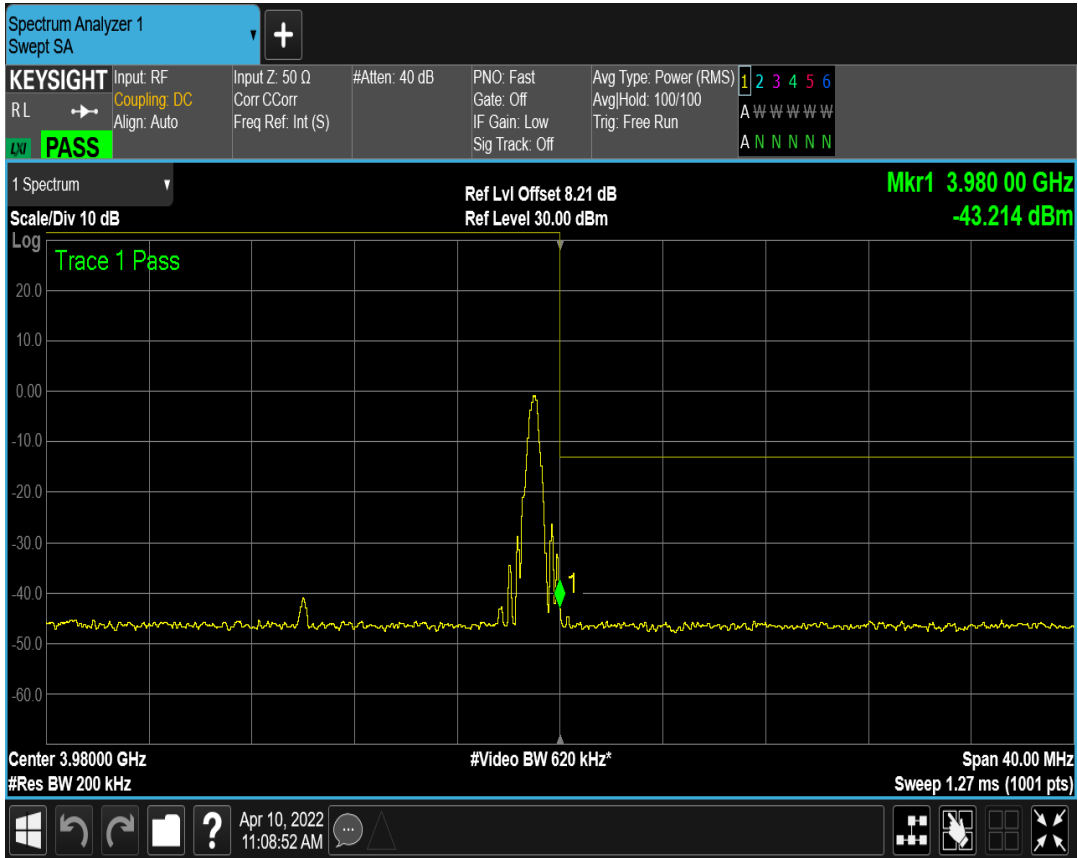 Spectrum Analyzer 1
Swept SA
+
KEYSIGHT
RL
LXI
PASS
Input: RF
Coupling: DC
Align: Auto
Input Z: 50 Ω
Corr CCorr
Freq Ref: Int (S)
#Atten: 40 dB
PNO: Fast
Gate: Off
IF Gain: Low
Sig Track: Off
Avg Type: Power (RMS)
Avg|Hold: 100/100
Trig: Free Run
1 2 3 4 5 6
A W W W W W
A N N N N N
1 Spectrum
Scale/Div 10 dB
Ref Lvl Offset 8.21 dB
Ref Level 30.00 dBm
Mkr1 3.980 00 GHz
-43.214 dBm
Log
Trace 1 Pass
20.0
10.0
0.00
-10.0
-20.0
-30.0
-40.0
1
-50.0
-60.0
Center 3.98000 GHz
#Video BW 620 kHz*
Span 40.00 MHz
#Res BW 200 kHz
Sweep 1.27 ms (1001 pts)
?
Apr 10, 2022
11:08:52 AM